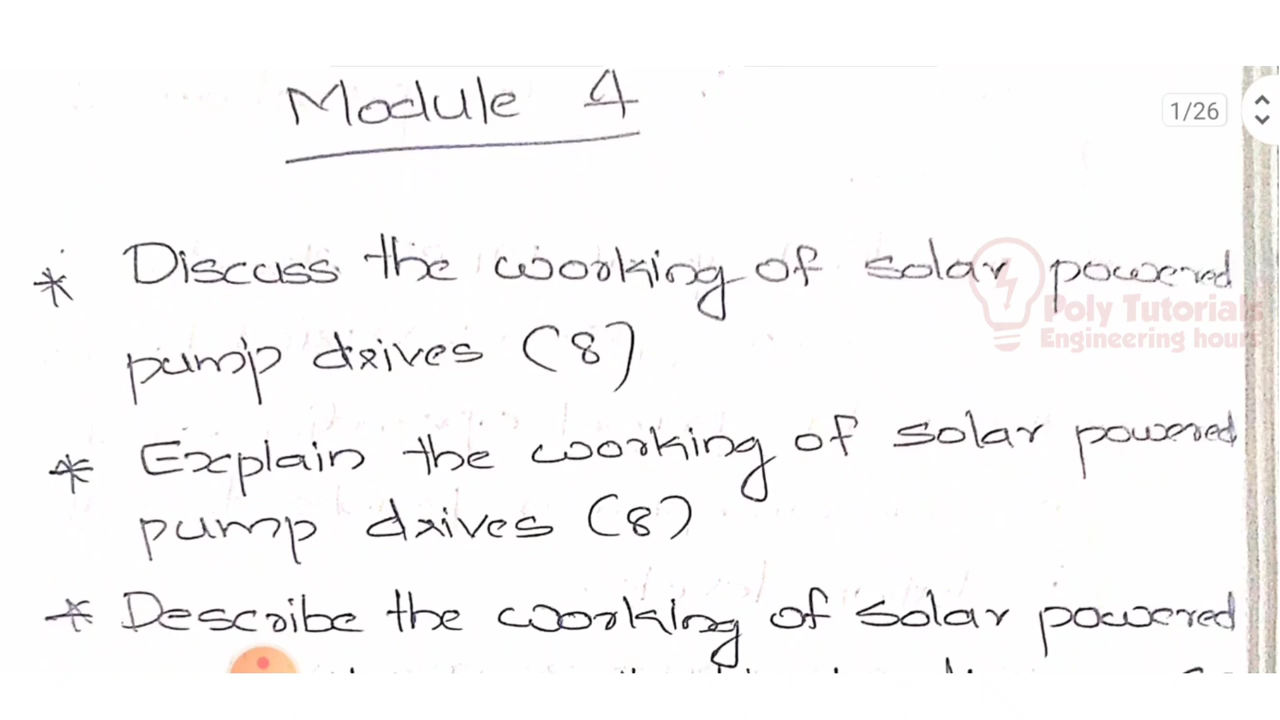 Module 4
1/26
* Discuss the working of solar powered
pump drives (8)
Poly Tutorials
Engineering hours
* Explain the working of solar powered
pump drives (8)
* Describe the working of solar powered